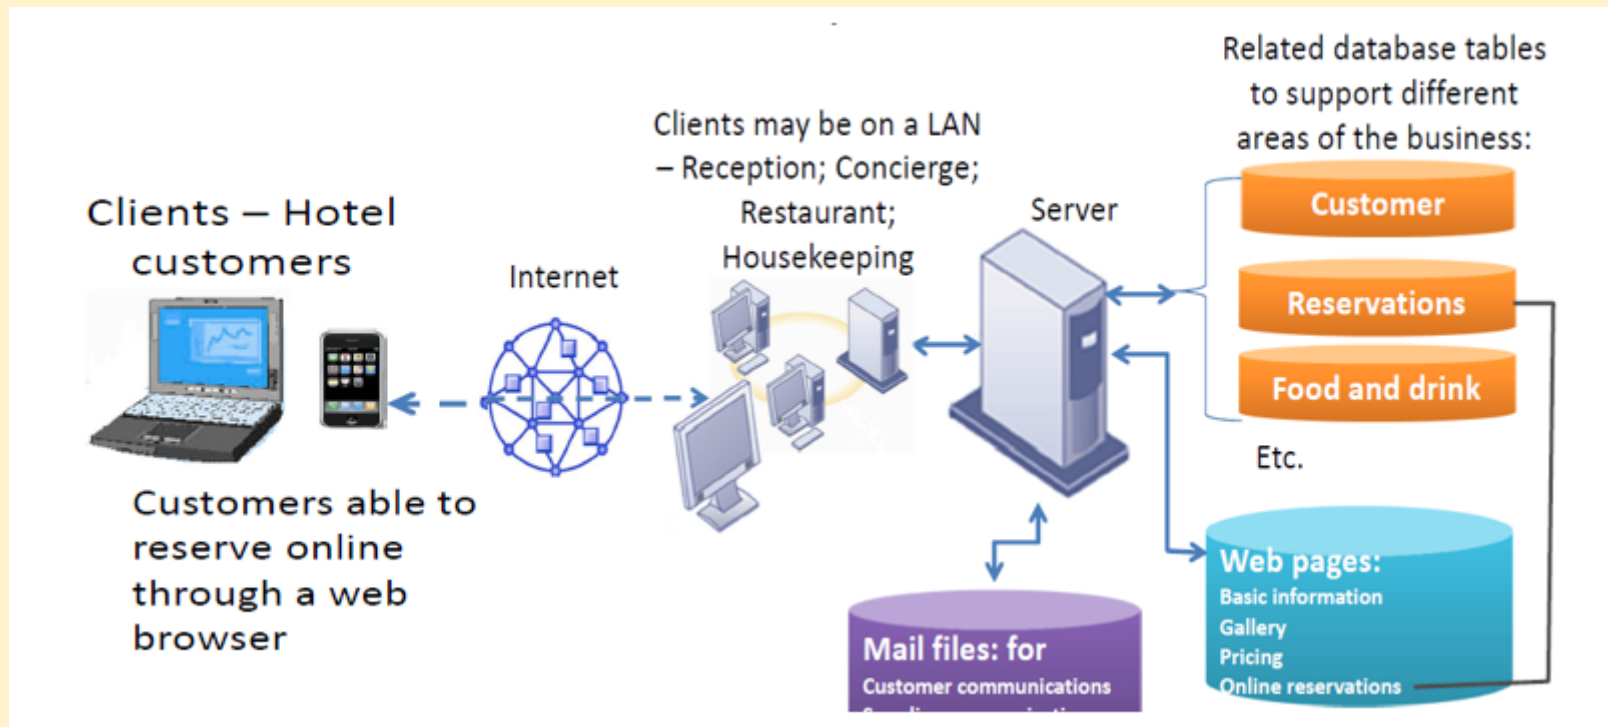 Clients – Hotel
customers
Customers able to
reserve online
through a web
browser
Internet
Clients may be on a LAN
– Reception; Concierge;
Restaurant;
Housekeeping
Server
Related database tables
to support different
areas of the business:
Customer
Reservations
Food and drink
Etc.
Web pages:
Basic information
Gallery
Pricing
Online reservations
Mail files: for
Customer communications